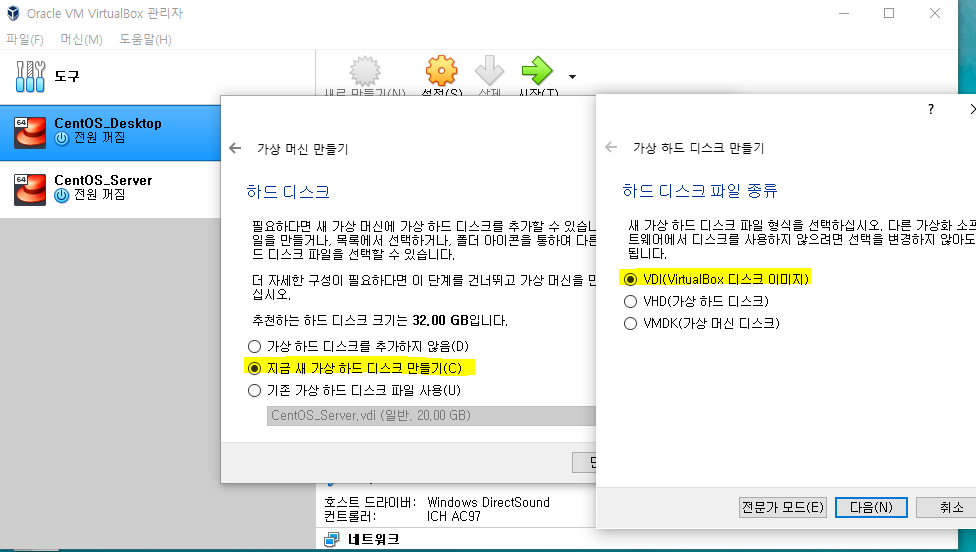 Oracle VM VirtualBox 관리자
파일(F) 머신(M) 도움말(H)
도구
새로 만들기(N) 설정(S) 삭제 시작(T)
64 CentOS_Desktop
전원 꺼짐
64 CentOS_Server
전원 꺼짐
← 가상 머신 만들기
하드 디스크
필요하다면 새 가상 머신에 가상 하드 디스크를 추가할 수 있습니
일을 만들거나, 목록에서 선택하거나, 폴더 아이콘을 통하여 다른
드 디스크 파일을 선택할 수 있습니다.
더 자세한 구성이 필요하다면 이 단계를 건너뛰고 가상 머신을 만
십시오.
추천하는 하드 디스크 크기는 32.00 GB입니다.
가상 하드 디스크를 추가하지 않음(D)
지금 새 가상 하드 디스크 만들기(C)
기존 가상 하드 디스크 파일 사용(U)
CentOS_Server.vdi (일반, 20.00 GB)
호스트 드라이버: Windows DirectSound
컨트롤러: ICH AC97
네트워크
?
← 가상 하드 디스크 만들기
하드 디스크 파일 종류
새 가상 하드 디스크 파일 형식을 선택하십시오. 다른 가상화 소프
트웨어에서 디스크를 사용하지 않으려면 선택을 변경하지 않아도
됩니다.
VDI(VirtualBox 디스크 이미지)
VHD(가상 하드 디스크)
VMDK(가상 머신 디스크)
전문가 모드(E) 다음(N) 취소